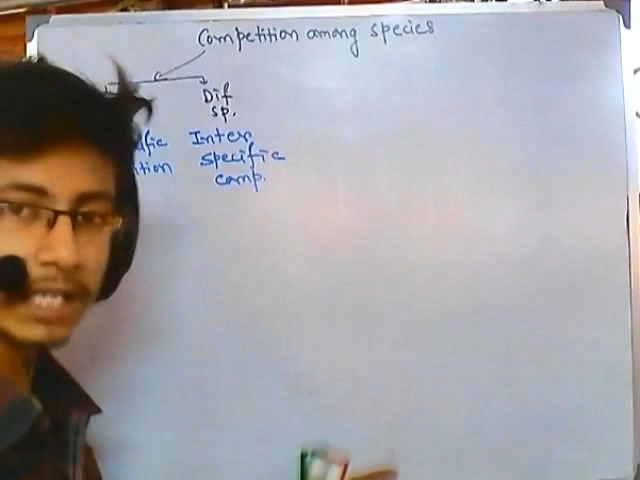 Competition among species
Dif
sp.
Inter
specific
comp.